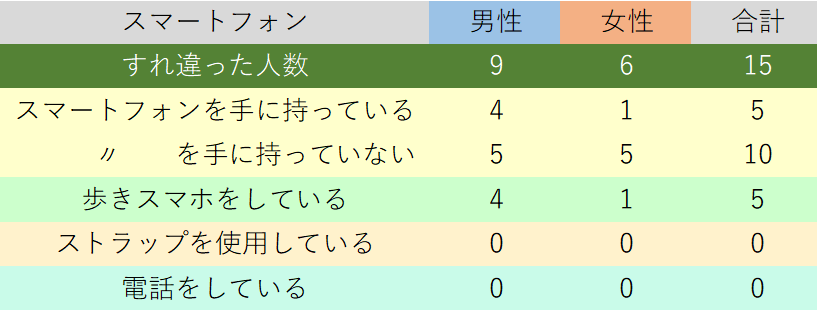 スマートフォン 男性 女性 合計
すれ違った人数 9 6 15
スマートフォンを手に持っている 4 1 5
〃 を手に持っていない 5 5 10
歩きスマホをしている 4 1 5
ストラップを使用している 0 0 0
電話をしている 0 0 0